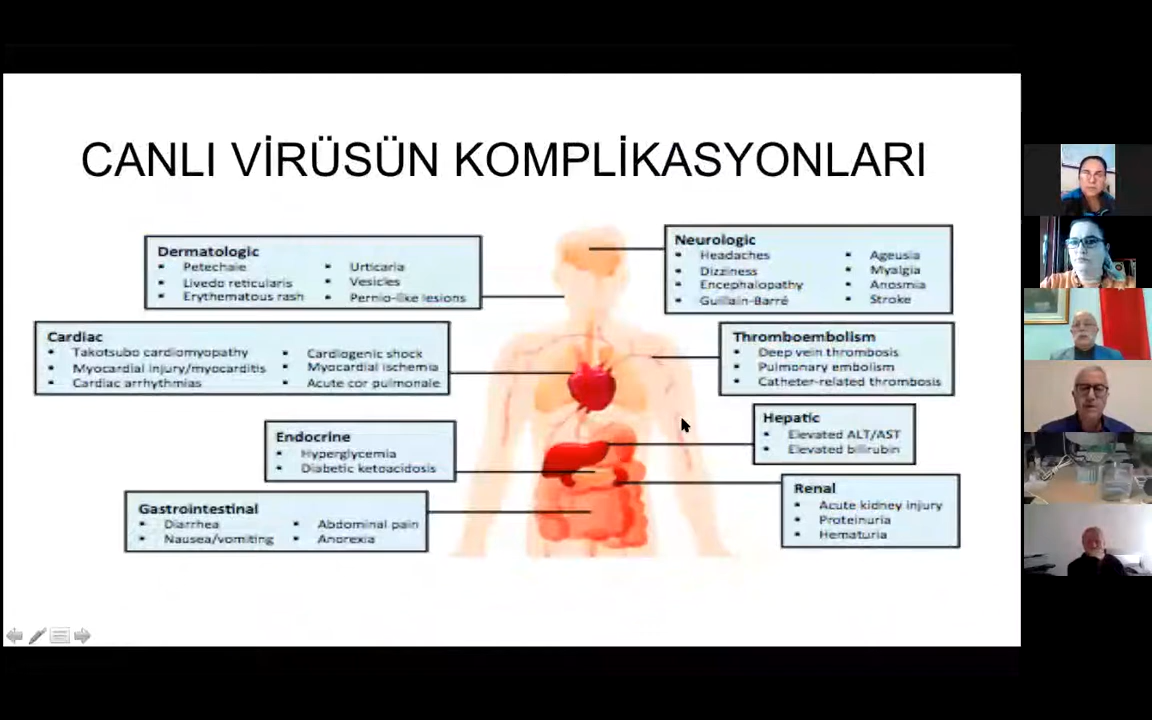 CANLI VİRÜSÜN KOMPLİKASYONLARI
Dermatologic
Petechaie
Livedo reticularis
Erythematous rash
Urticaria
Vesicles
Pernio-like lesions
Neurologic
Headaches
Dizziness
Encephalopathy
Guillain-Barré
Ageusia
Myalgia
Anosmia
Stroke
Cardiac
Takotsubo cardiomyopathy
Myocardial injury/myocarditis
Cardiac arrhythmias
Cardiogenic shock
Myocardial ischemia
Acute cor pulmonale
Thromboembolism
Deep vein thrombosis
Pulmonary embolism
Catheter-related thrombosis
Endocrine
Hyperglycemia
Diabetic ketoacidosis
Hepatic
Elevated ALT/AST
Elevated bilirubin
Gastrointestinal
Diarrhea
Nausea/vomiting
Abdominal pain
Anorexia
Renal
Acute kidney injury
Proteinuria
Hematuria